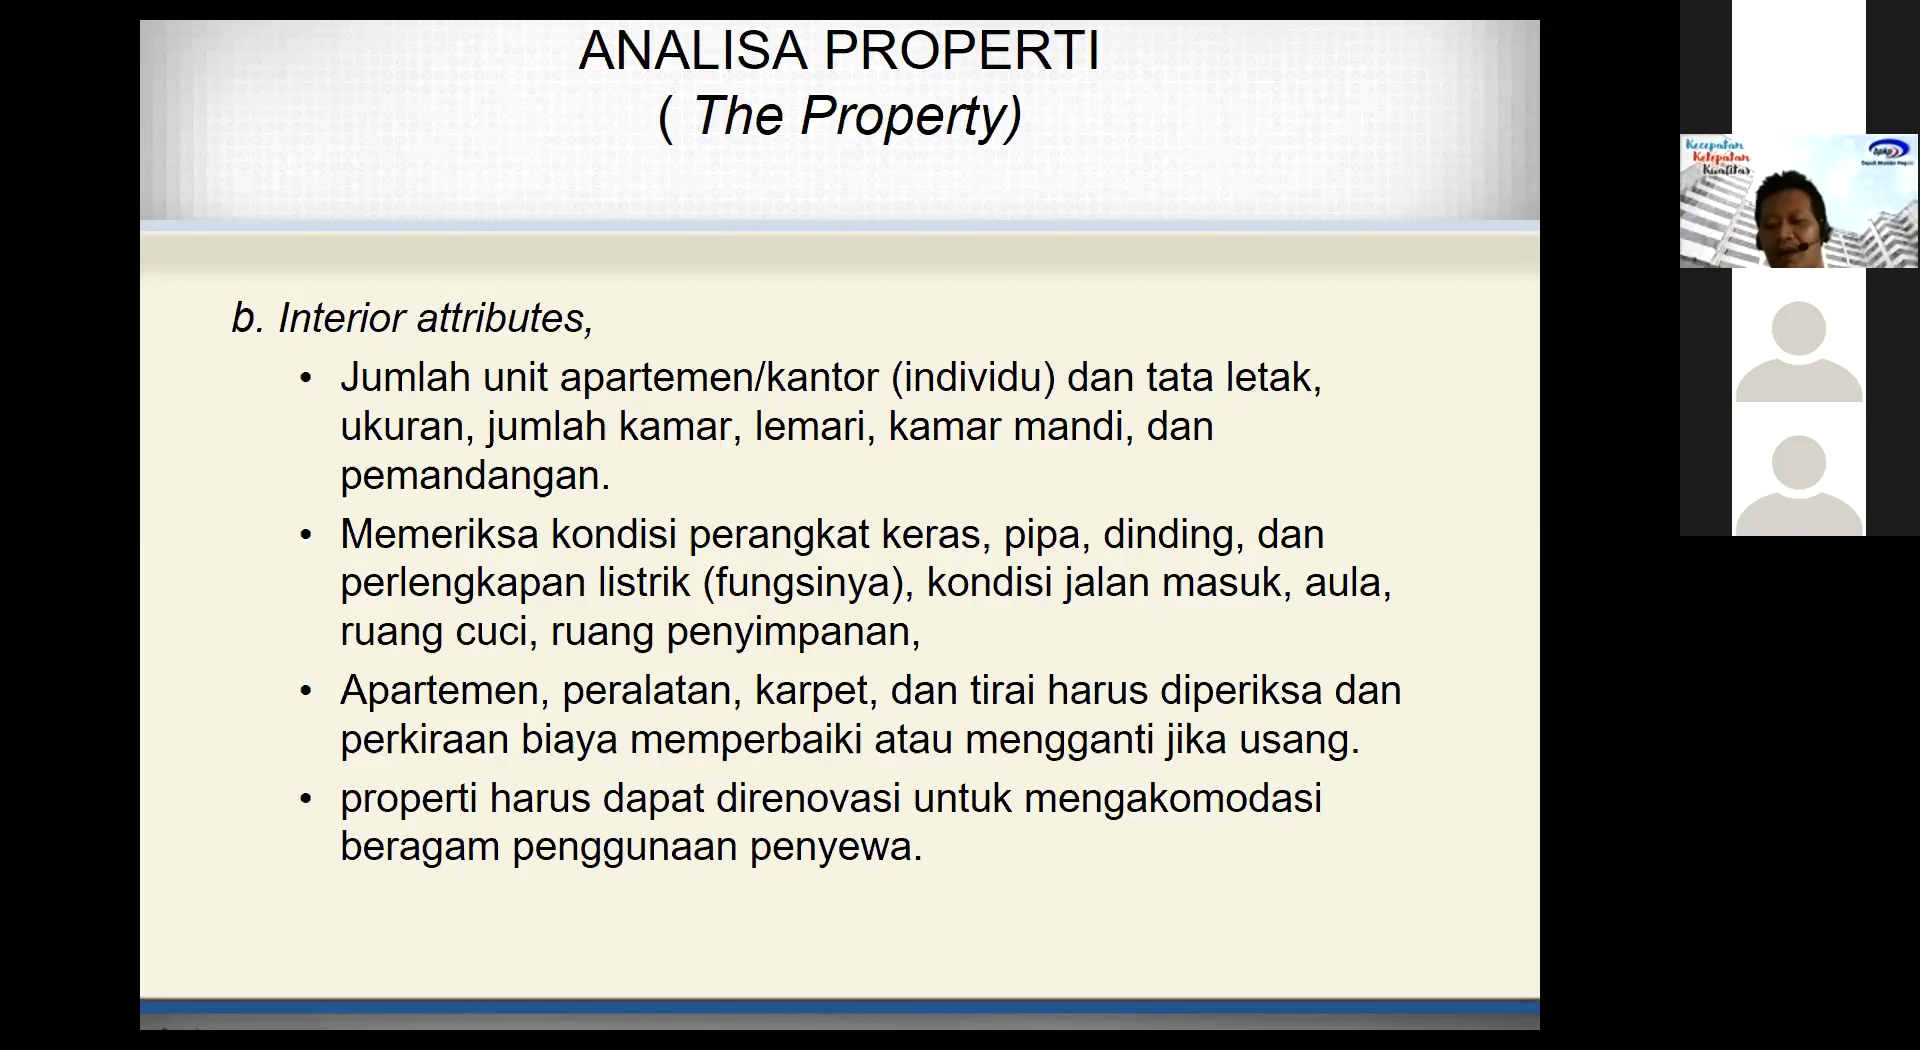 ANALISA PROPERTI
( The Property)
b. Interior attributes,
• Jumlah unit apartemen/kantor (individu) dan tata letak,
ukuran, jumlah kamar, lemari, kamar mandi, dan
pemandangan.
• Memeriksa kondisi perangkat keras, pipa, dinding, dan
perlengkapan listrik (fungsinya), kondisi jalan masuk, aula,
ruang cuci, ruang penyimpanan,
• Apartemen, peralatan, karpet, dan tirai harus diperiksa dan
perkiraan biaya memperbaiki atau mengganti jika usang.
• properti harus dapat direnovasi untuk mengakomodasi
beragam penggunaan penyewa.
Kecepatan
Ketepatan
Kualitas